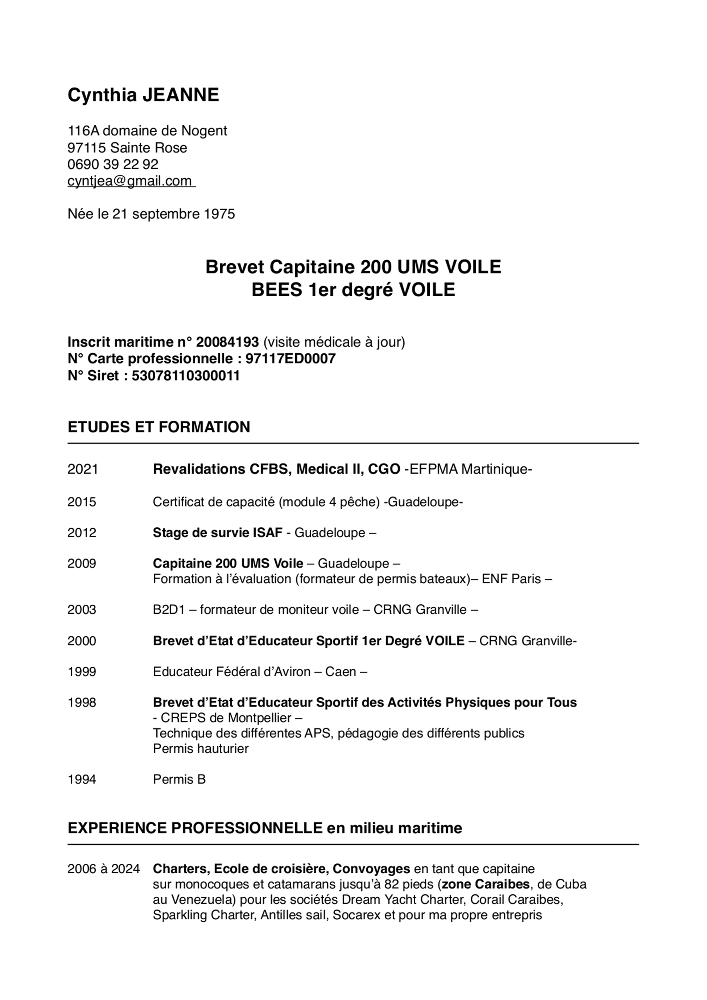 Cynthia JEANNE
116A domaine de Nogent
97115 Sainte Rose
0690 39 22 92
cyntjea@gmail.com
Née le 21 septembre 1975
Brevet Capitaine 200 UMS VOILE
BEES 1er degré VOILE
Inscrit maritime n° 20084193 (visite médicale à jour)
N° Carte professionnelle : 97117ED0007
N° Siret : 53078110300011
ETUDES ET FORMATION
2021 Revalidations CFBS, Medical II, CGO -EFPMA Martinique-
2015 Certificat de capacité (module 4 pêche) -Guadeloupe-
2012 Stage de survie ISAF - Guadeloupe –
2009 Capitaine 200 UMS Voile – Guadeloupe –
Formation à l’évaluation (formateur de permis bateaux)– ENF Paris –
2003 B2D1 – formateur de moniteur voile – CRNG Granville –
2000 Brevet d’Etat d’Educateur Sportif 1er Degré VOILE – CRNG Granville-
1999 Educateur Fédéral d’Aviron – Caen –
1998 Brevet d’Etat d’Educateur Sportif des Activités Physiques pour Tous
- CREPS de Montpellier –
Technique des différentes APS, pédagogie des différents publics
Permis hauturier
1994 Permis B
EXPERIENCE PROFESSIONNELLE en milieu maritime
2006 à 2024 Charters, Ecole de croisière, Convoyages en tant que capitaine
sur monocoques et catamarans jusqu’à 82 pieds (zone Caraibes, de Cuba
au Venezuela) pour les sociétés Dream Yacht Charter, Corail Caraibes,
Sparkling Charter, Antilles sail, Socarex et pour ma propre entrepris